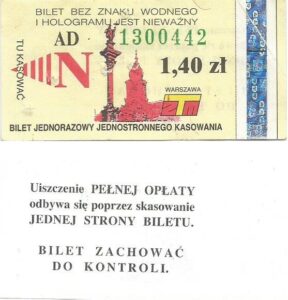 BILET BEZ ZNAKU WODNEGO
I HOLOGRAMU JEST NIEWAŻNY
TU KASOWAĆ
AD
1300442
N
1,40 zł
WARSZAWA
ZTM
BILET JEDNORAZOWY JEDNOSTRONNEGO KASOWANIA
Uiszczenie PEŁNEJ OPŁATY
odbywa się poprzez skasowanie
JEDNEJ STRONY BILETU.
BILET ZACHOWAĆ
DO KONTROLI.